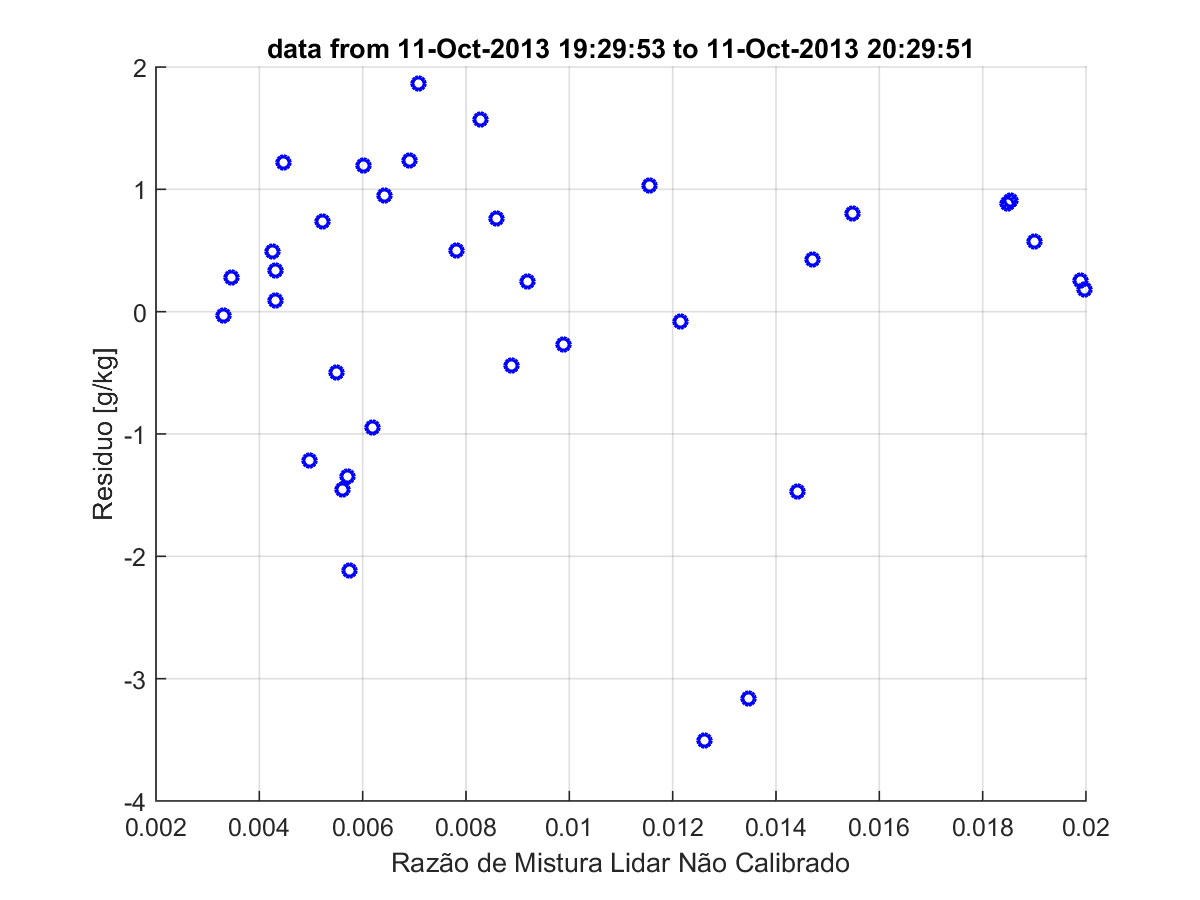 data from 11-Oct-2013 19:29:53 to 11-Oct-2013 20:29:51
2
1
0
-1
-2
-3
-4
Residuo [g/kg]
0.002 0.004 0.006 0.008 0.01 0.012 0.014 0.016 0.018 0.02
Razão de Mistura Lidar Não Calibrado